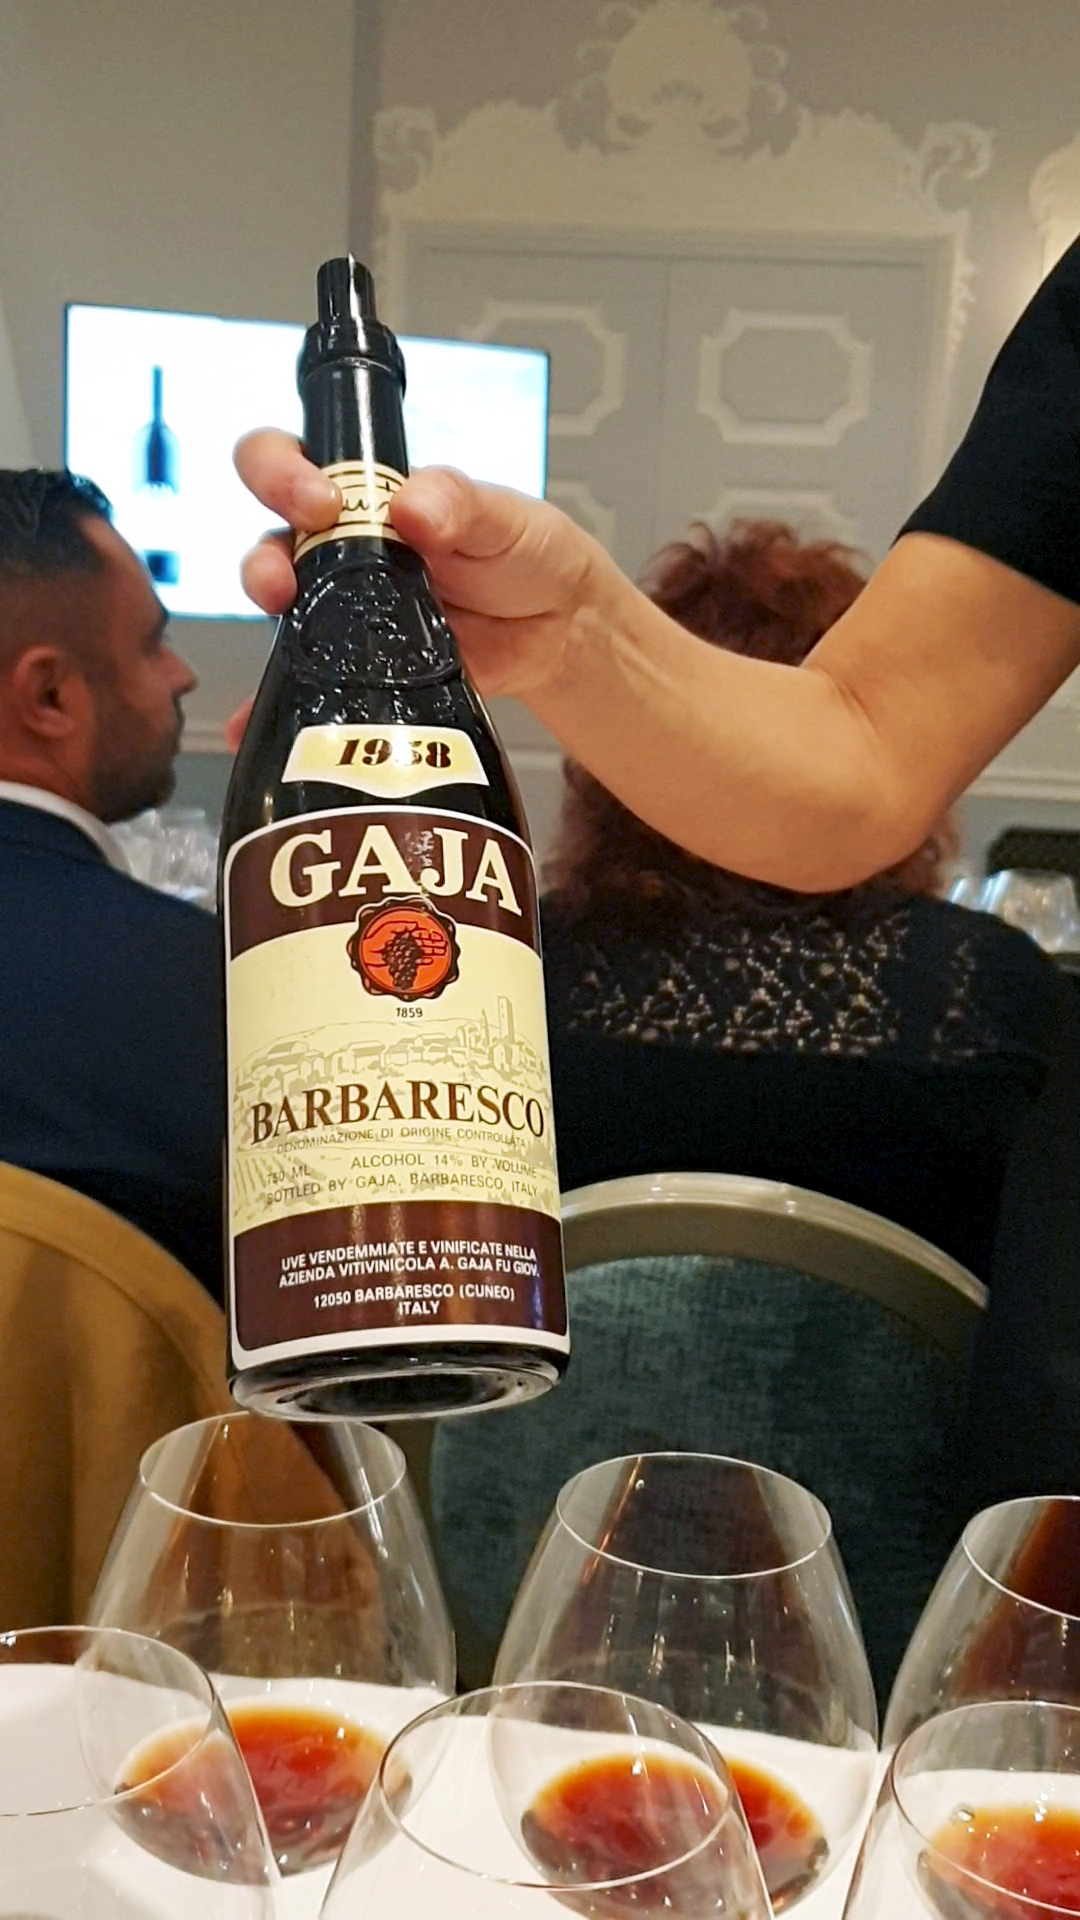 1958
GAJA
1859
BARBARESCO
DENOMINAZIONE DI ORIGINE CONTROLLATA
750 ML ALCOHOL 14% BY VOLUME
BOTTLED BY GAJA, BARBARESCO, ITALY
UVE VENDEMMIATE E VINIFICATE NELLA
AZIENDA VITIVINICOLA A. GAJA FU GIOV.
12050 BARBARESCO (CUNEO)
ITALY